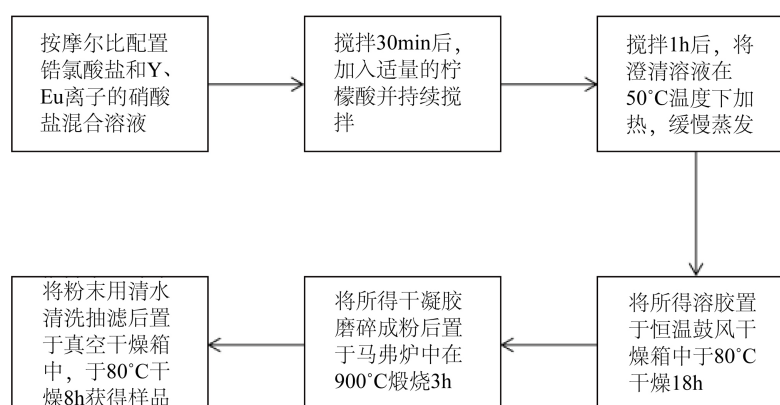 按摩尔比配置
锆氯酸盐和Y、
Eu离子的硝酸
盐混合溶液
搅拌30min后，
加入适量的柠
檬酸并持续搅
拌
搅拌1h后，将
澄清溶液在
50°C温度下加
热，缓慢蒸发
将所得溶胶置
于恒温鼓风干
燥箱中于80°C
干燥18h
将所得干凝胶
磨碎成粉后置
于马弗炉中在
900°C煅烧3h
将粉末用清水
清洗抽滤后置
于真空干燥箱
中，于80°C干
燥8h获得样品